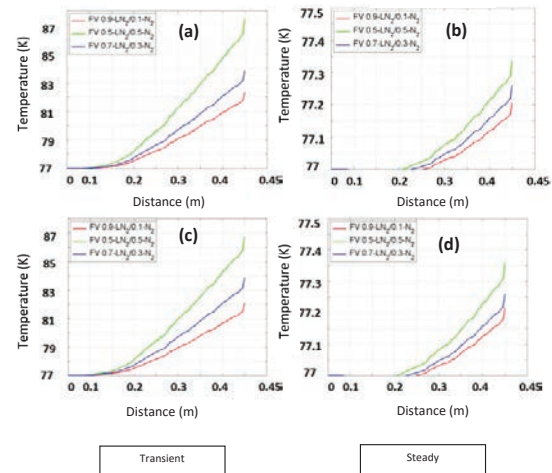 (a)
FV 0.9-LN2/0.1-N2
FV 0.5-LN2/0.5-N2
FV 0.7-LN2/0.3-N2
87
85
83
81
79
77
Temperature (K)
0 0.1 0.2 0.3 0.4 0.45
Distance (m)
(b)
FV 0.9-LN2/0.1-N2
FV 0.5-LN2/0.5-N2
FV 0.7-LN2/0.3-N2
77.5
77.4
77.3
77.2
77.1
77
Temperature (K)
0 0.1 0.2 0.3 0.4 0.45
Distance (m)
(c)
FV 0.9-LN2/0.1-N2
FV 0.5-LN2/0.5-N2
FV 0.7-LN2/0.3-N2
87
85
83
81
79
77
Temperature (K)
0 0.1 0.2 0.3 0.4 0.45
Distance (m)
(d)
FV 0.9-LN2/0.1-N2
FV 0.5-LN2/0.5-N2
FV 0.7-LN2/0.3-N2
77.5
77.4
77.3
77.2
77.1
77
Temperature (K)
0 0.1 0.2 0.3 0.4 0.45
Distance (m)
Transient
Steady